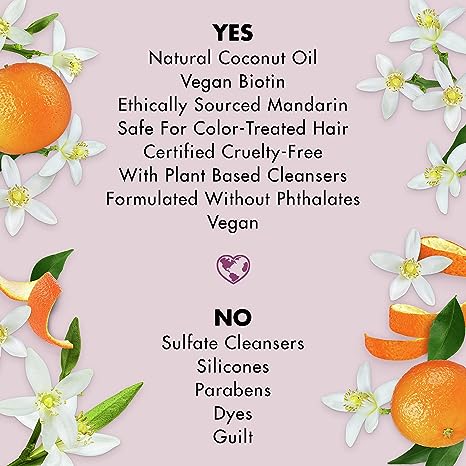 YES
Natural Coconut Oil
Vegan Biotin
Ethically Sourced Mandarin
Safe For Color-Treated Hair
Certified Cruelty-Free
With Plant Based Cleansers
Formulated Without Phthalates
Vegan
NO
Sulfate Cleansers
Silicones
Parabens
Dyes
Guilt